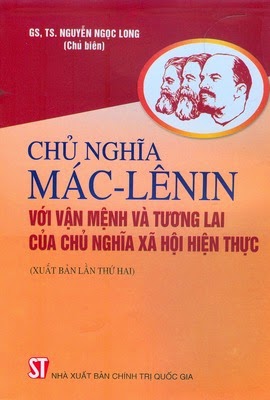 GS, TS. NGUYỄN NGỌC LONG
(Chủ biên)
CHỦ NGHĨA
MÁC-LÊNIN
VỚI VẬN MỆNH VÀ TƯƠNG LAI
CỦA CHỦ NGHĨA XÃ HỘI HIỆN THỰC
(XUẤT BẢN LẦN THỨ HAI)
ST NHÀ XUẤT BẢN CHÍNH TRỊ QUỐC GIA